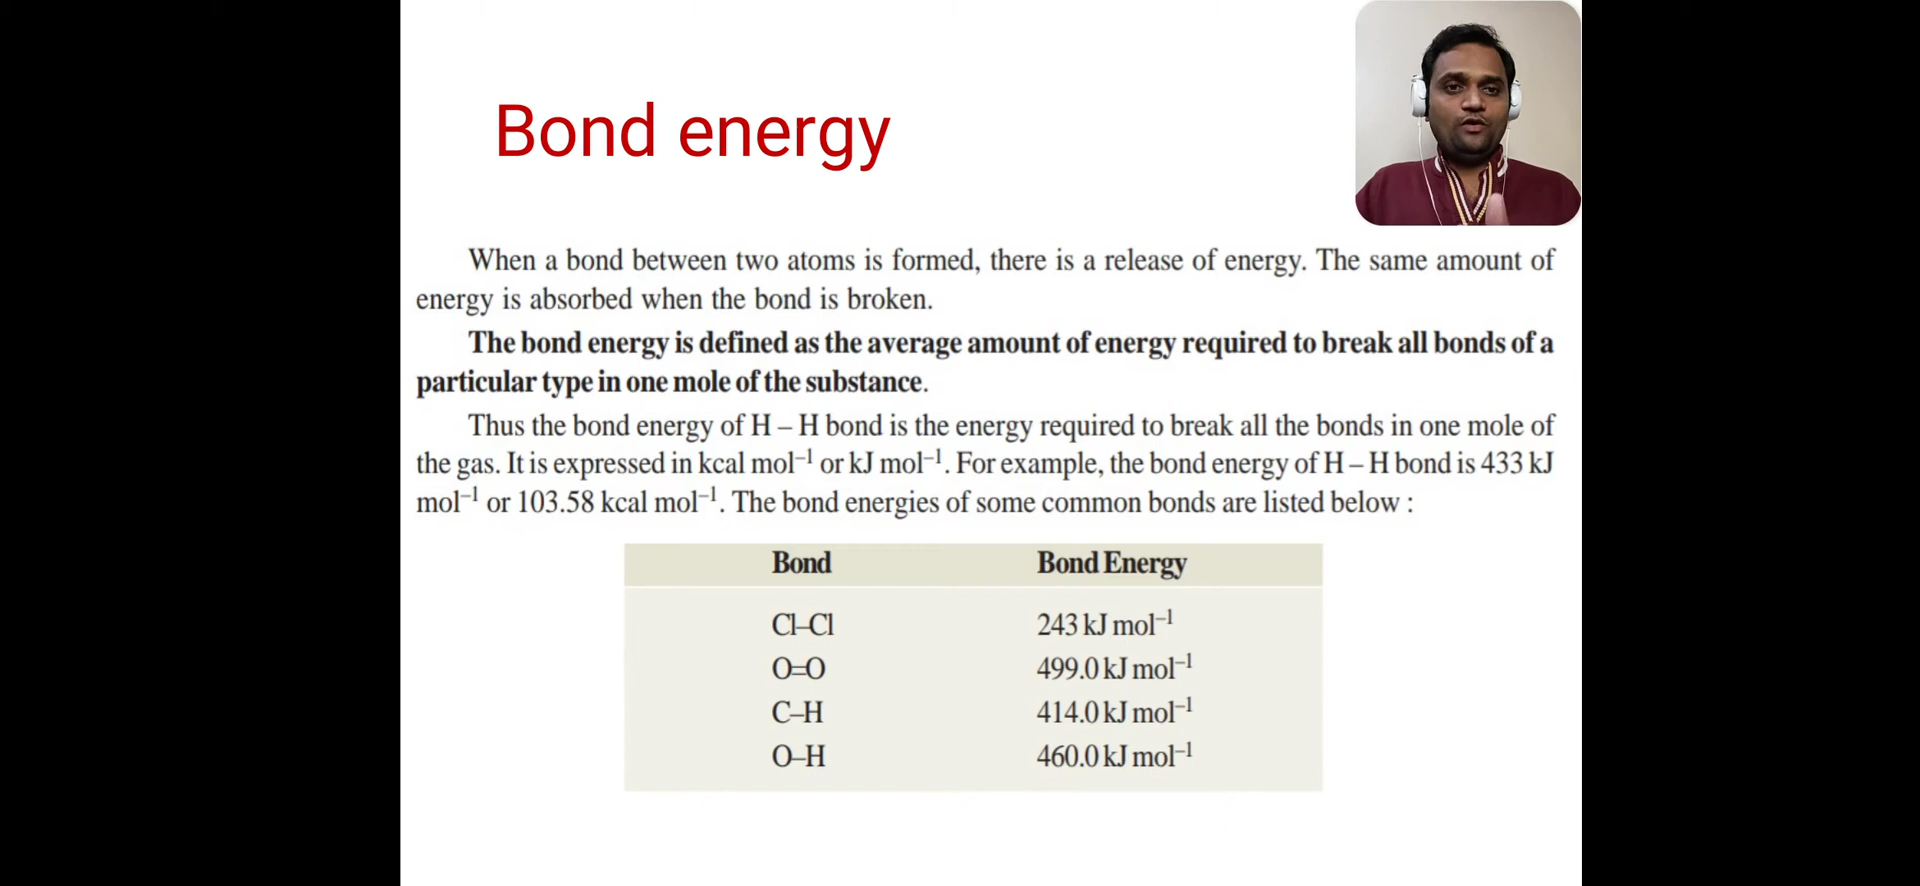 Bond energy
When a bond between two atoms is formed, there is a release of energy. The same amount of
energy is absorbed when the bond is broken.
The bond energy is defined as the average amount of energy required to break all bonds of a
particular type in one mole of the substance.
Thus the bond energy of H – H bond is the energy required to break all the bonds in one mole of
the gas. It is expressed in kcal mol⁻¹ or kJ mol⁻¹. For example, the bond energy of H – H bond is 433 kJ
mol⁻¹ or 103.58 kcal mol⁻¹. The bond energies of some common bonds are listed below :
Bond Bond Energy
Cl–Cl 243 kJ mol⁻¹
O=O 499.0 kJ mol⁻¹
C–H 414.0 kJ mol⁻¹
O–H 460.0 kJ mol⁻¹